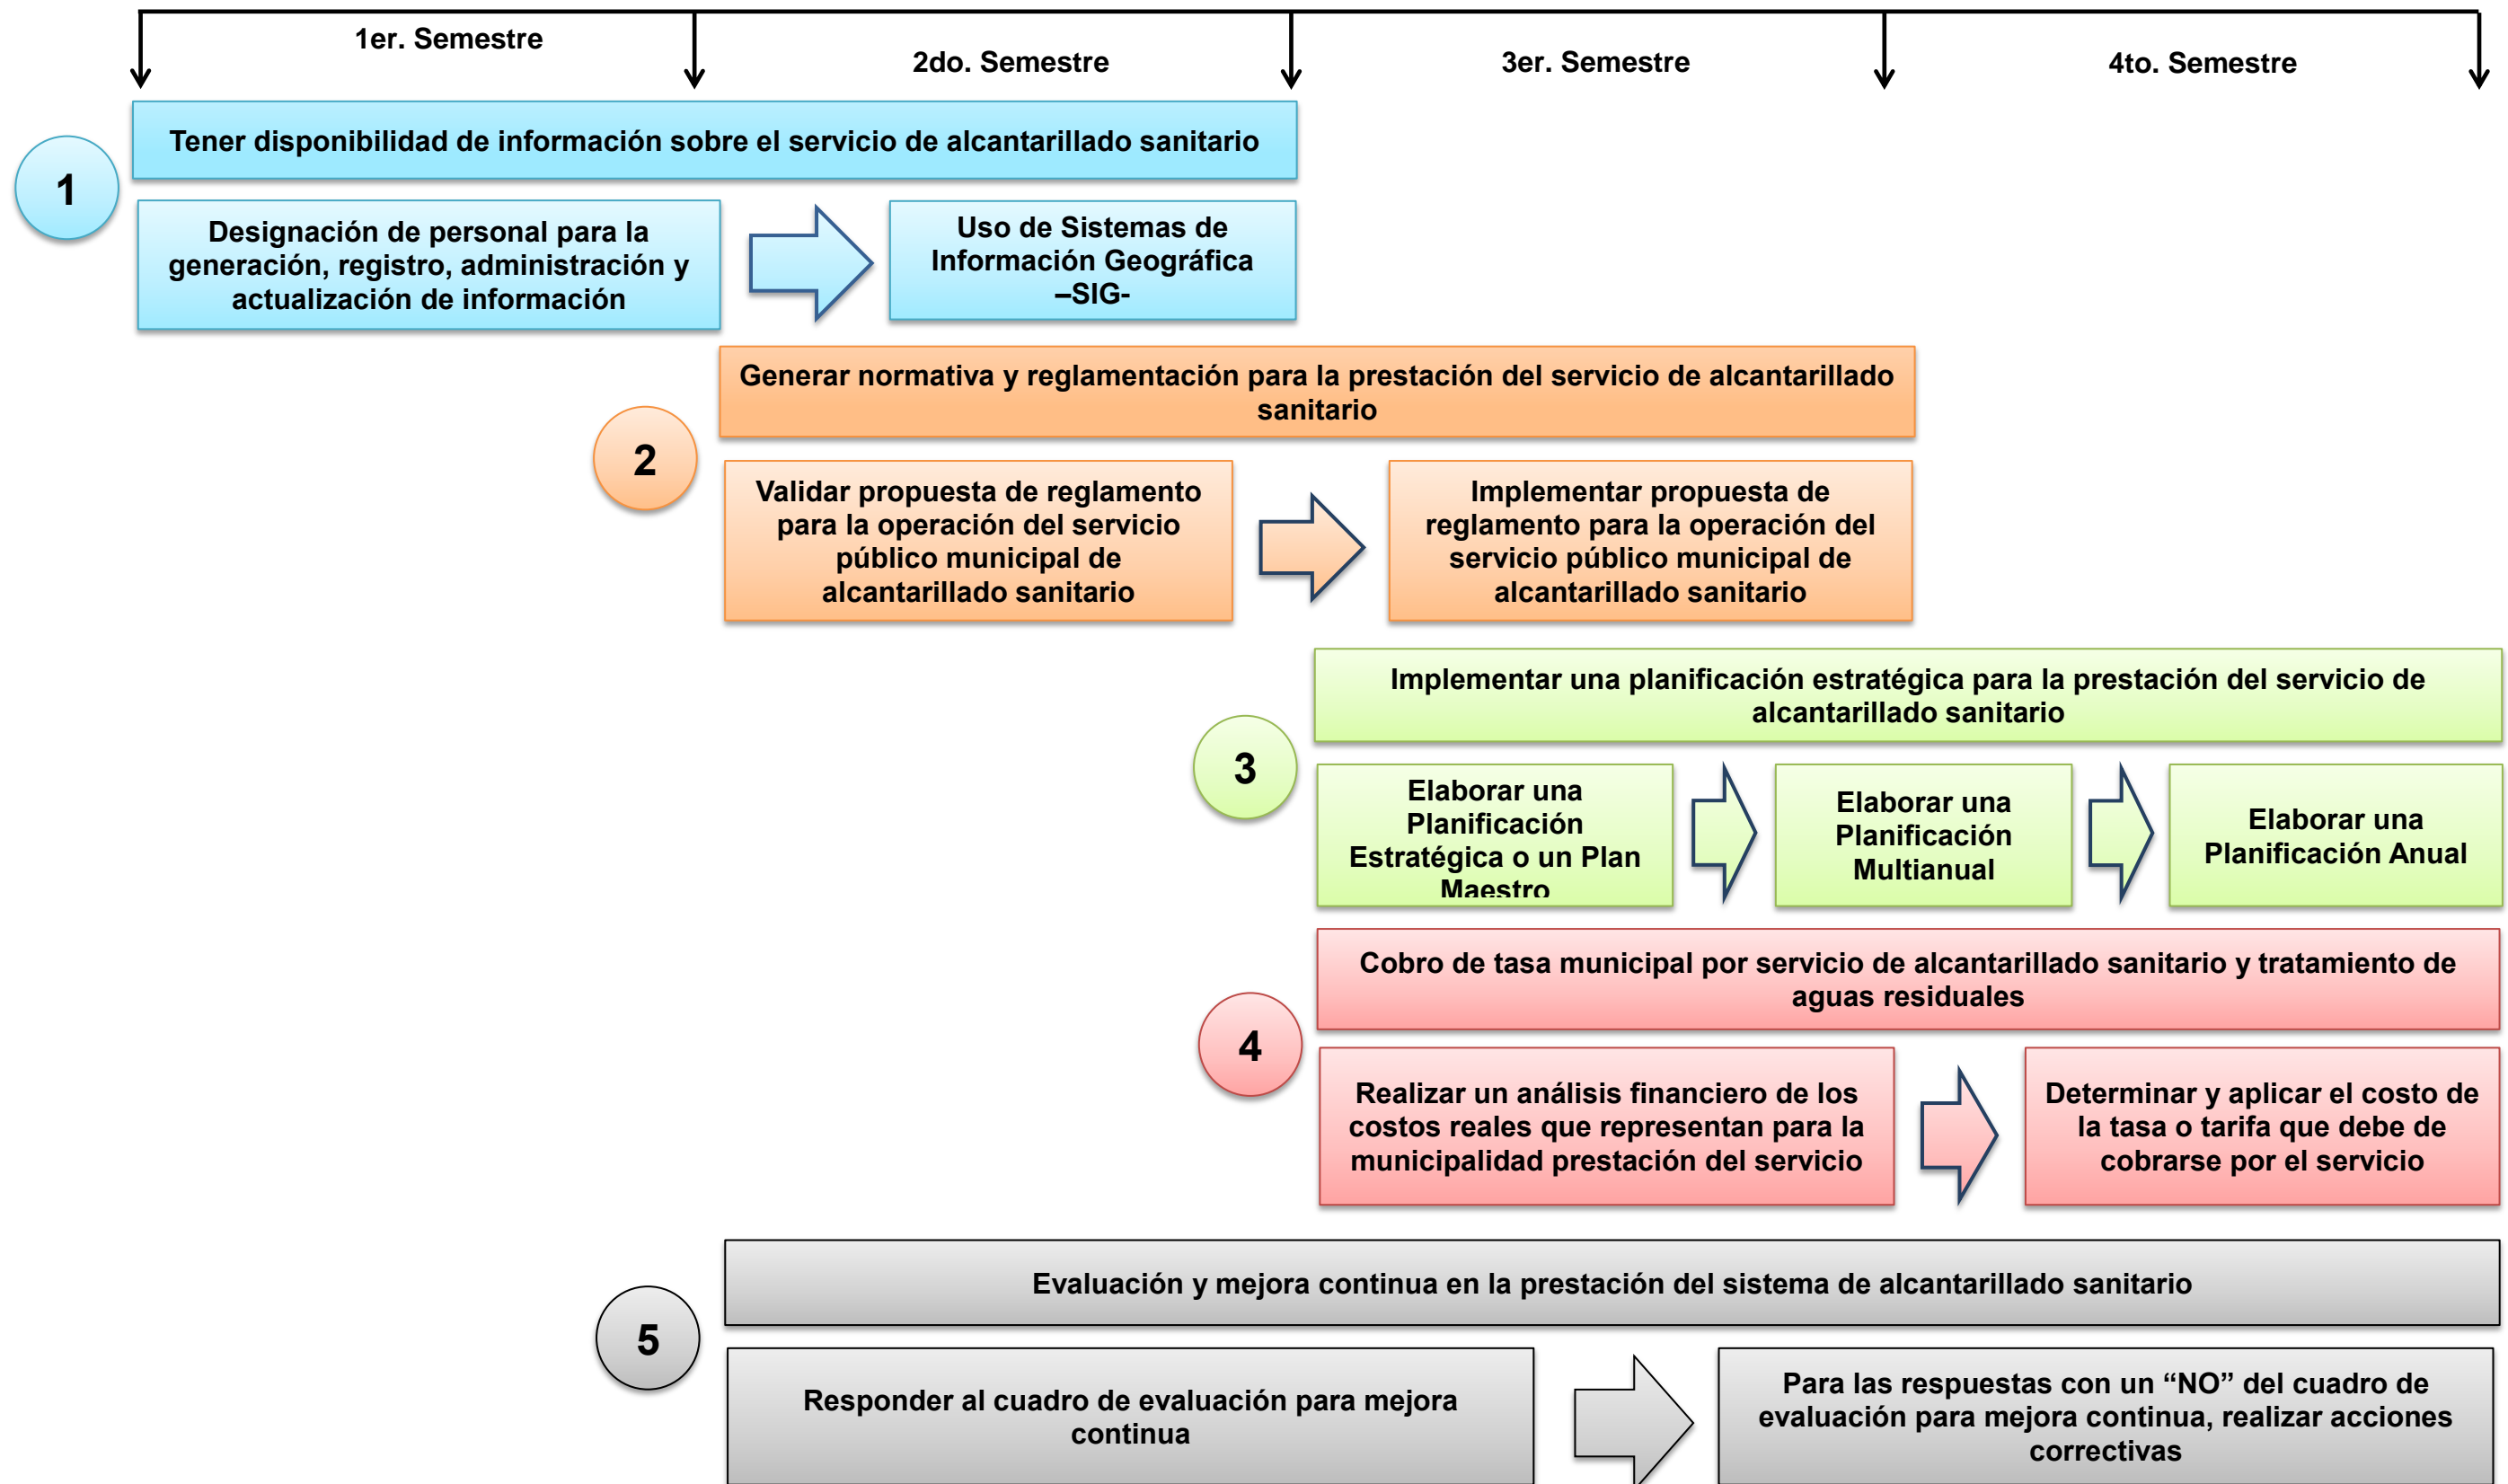 1er. Semestre
2do. Semestre
3er. Semestre
4to. Semestre
1
Tener disponibilidad de información sobre el servicio de alcantarillado sanitario
Designación de personal para la
generación, registro, administración y
actualización de información
Uso de Sistemas de
Información Geográfica
–SIG-
2
Generar normativa y reglamentación para la prestación del servicio de alcantarillado
sanitario
Validar propuesta de reglamento
para la operación del servicio
público municipal de
alcantarillado sanitario
Implementar propuesta de
reglamento para la operación del
servicio público municipal de
alcantarillado sanitario
3
Implementar una planificación estratégica para la prestación del servicio de
alcantarillado sanitario
Elaborar una
Planificación
Estratégica o un Plan
Maestro
Elaborar una
Planificación
Multianual
Elaborar una
Planificación Anual
4
Cobro de tasa municipal por servicio de alcantarillado sanitario y tratamiento de
aguas residuales
Realizar un análisis financiero de los
costos reales que representan para la
municipalidad prestación del servicio
Determinar y aplicar el costo de
la tasa o tarifa que debe de
cobrarse por el servicio
5
Evaluación y mejora continua en la prestación del sistema de alcantarillado sanitario
Responder al cuadro de evaluación para mejora
continua
Para las respuestas con un “NO” del cuadro de
evaluación para mejora continua, realizar acciones
correctivas